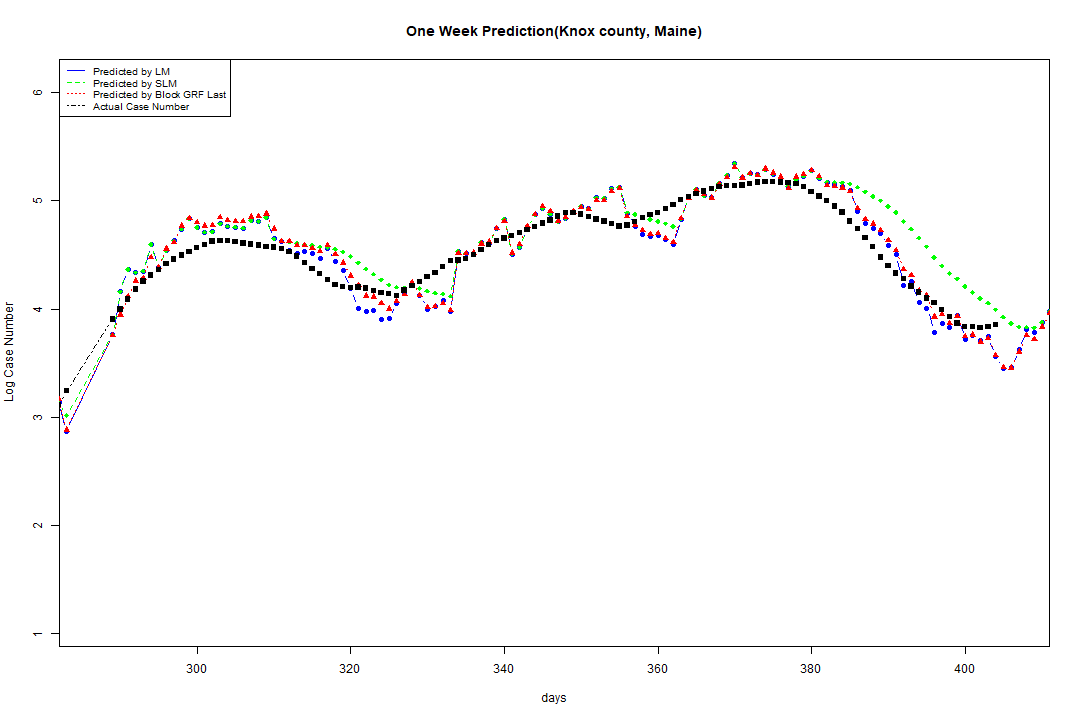 One Week Prediction(Knox county, Maine)
Predicted by LM
Predicted by SLM
Predicted by Block GRF Last
Actual Case Number
6
5
4
3
2
1
Log Case Number
300 320 340 360 380 400
days